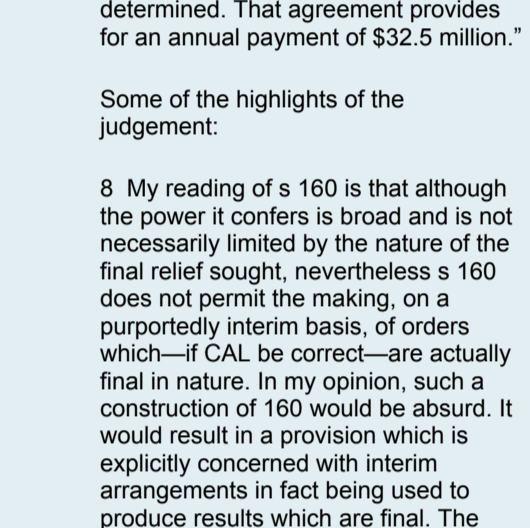 determined. That agreement provides
for an annual payment of $32.5 million.”
Some of the highlights of the
judgement:
8 My reading of s 160 is that although
the power it confers is broad and is not
necessarily limited by the nature of the
final relief sought, nevertheless s 160
does not permit the making, on a
purportedly interim basis, of orders
which—if CAL be correct—are actually
final in nature. In my opinion, such a
construction of 160 would be absurd. It
would result in a provision which is
explicitly concerned with interim
arrangements in fact being used to
produce results which are final. The